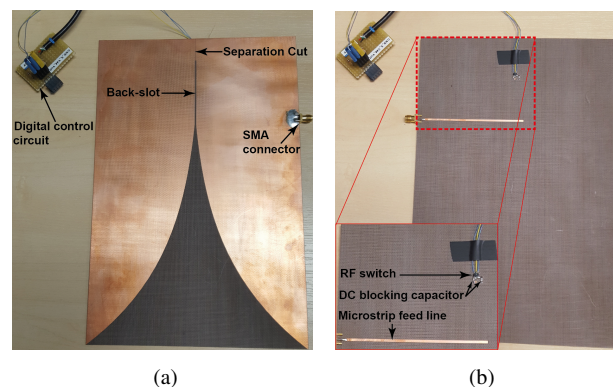 Separation Cut
Back-slot
Digital control
circuit
SMA
connector
RF switch
DC blocking capacitor
Microstrip feed line
(a)
(b)